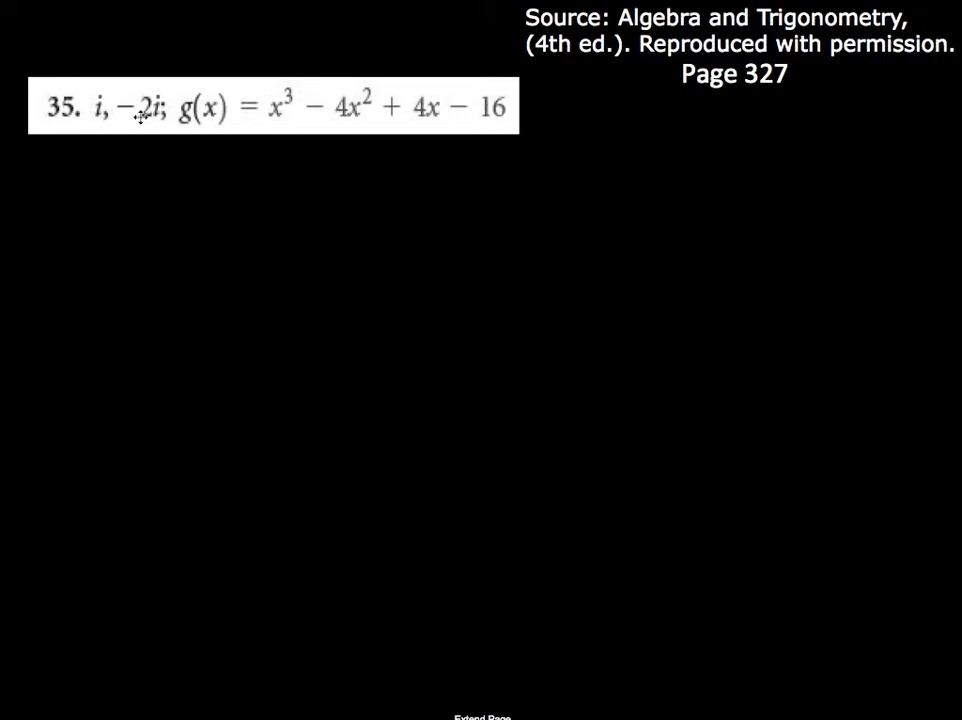 Source: Algebra and Trigonometry,
(4th ed.). Reproduced with permission.
Page 327
35. i, −2i; g(x) = x³ − 4x² + 4x − 16
Extend Page